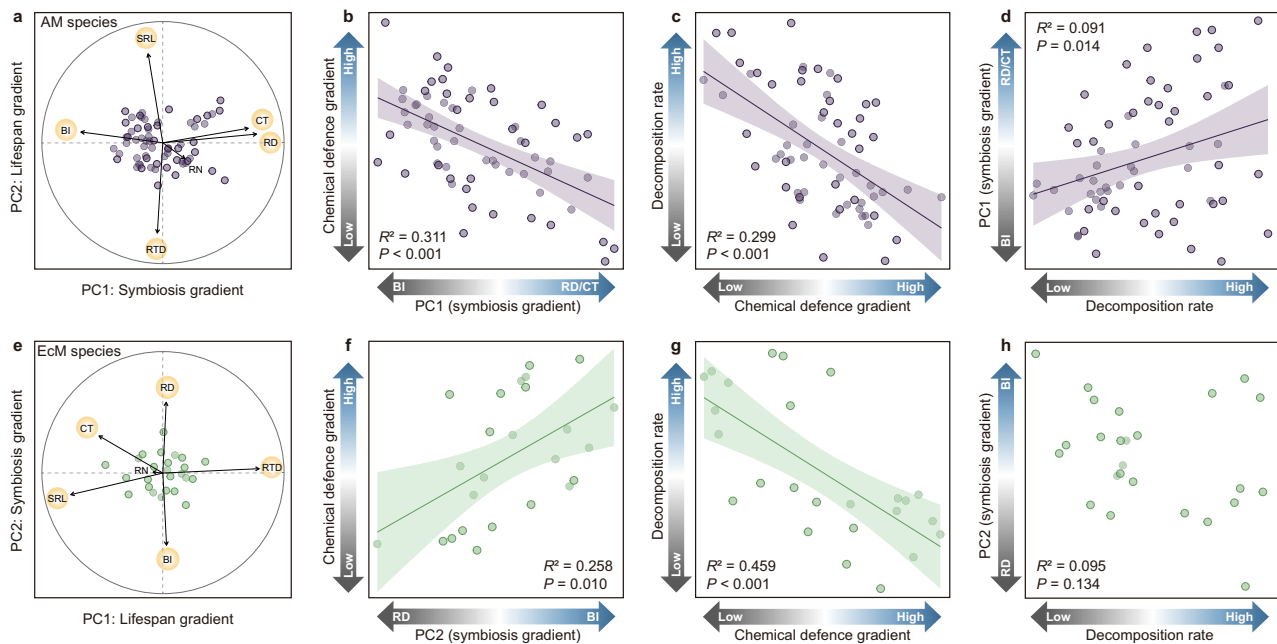 a
AM species
SRL
BI
CT
RD
RN
RTD
PC2: Lifespan gradient
PC1: Symbiosis gradient
b
High
Low
Chemical defence gradient
R² = 0.311
P < 0.001
BI
RD/CT
PC1 (symbiosis gradient)
c
High
Low
Decomposition rate
R² = 0.299
P < 0.001
Low
High
Chemical defence gradient
d
RD/CT
BI
PC1 (symbiosis gradient)
R² = 0.091
P = 0.014
Low
High
Decomposition rate
e
EcM species
RD
CT
RN
RTD
SRL
BI
PC2: Symbiosis gradient
PC1: Lifespan gradient
f
High
Low
Chemical defence gradient
R² = 0.258
P = 0.010
RD
BI
PC2 (symbiosis gradient)
g
High
Low
Decomposition rate
R² = 0.459
P < 0.001
Low
High
Chemical defence gradient
h
BI
RD
PC2 (symbiosis gradient)
R² = 0.095
P = 0.134
Low
High
Decomposition rate